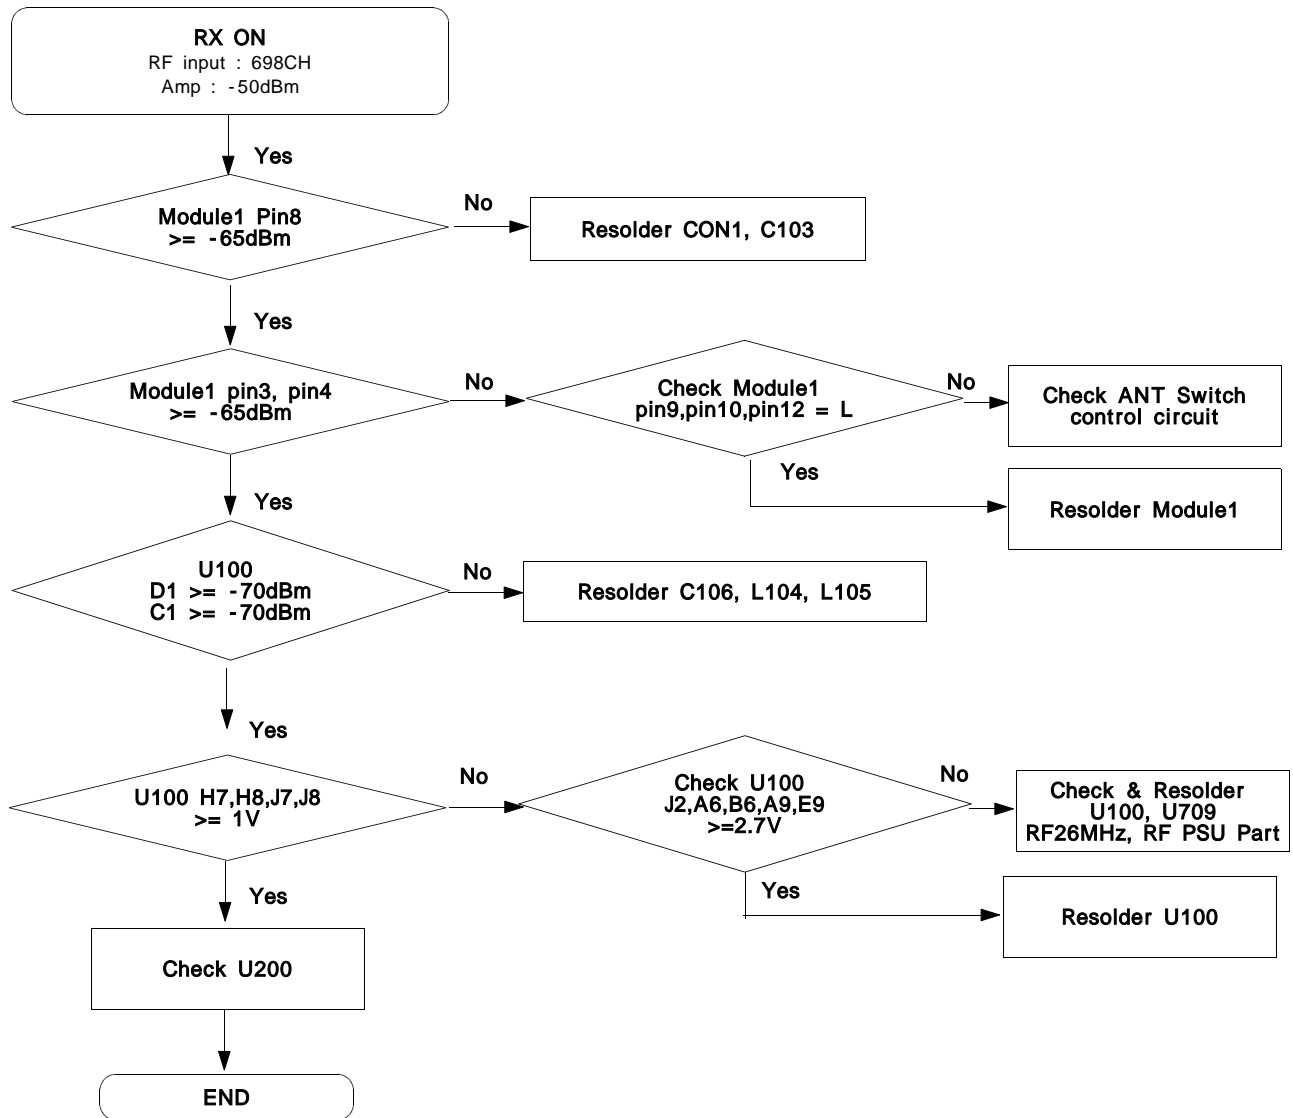 RX ON
RF input : 698CH
Amp : -50dBm
Yes
Module1 Pin8
>= -65dBm
No
Resolder CON1, C103
Yes
Module1 pin3, pin4
>= -65dBm
No
Check Module1
pin9,pin10,pin12 = L
No
Check ANT Switch
control circuit
Yes
Resolder Module1
Yes
U100
D1 >= -70dBm
C1 >= -70dBm
No
Resolder C106, L104, L105
Yes
U100 H7,H8,J7,J8
>= 1V
No
Check U100
J2,A6,B6,A9,E9
>=2.7V
No
Check & Resolder
U100, U709
RF26MHz, RF PSU Part
Yes
Resolder U100
Yes
Check U200
END